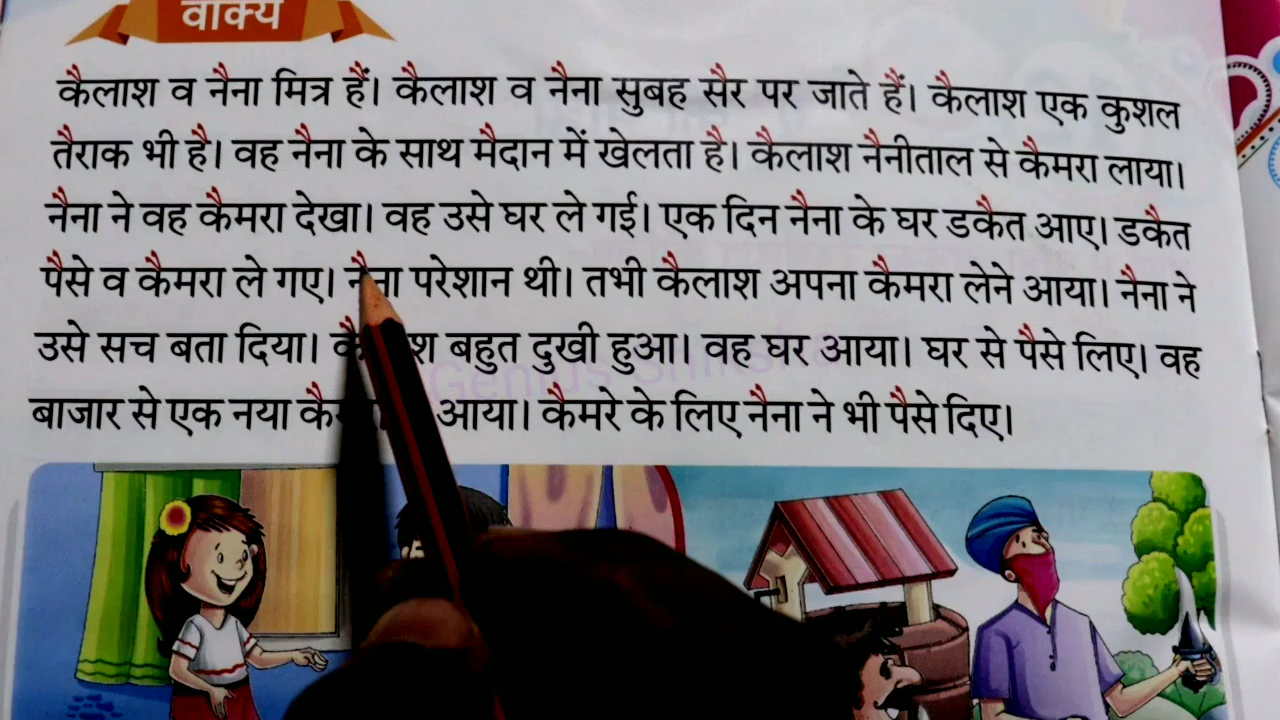 वाक्य
कैलाश व नैना मित्र हैं। कैलाश व नैना सुबह सैर पर जाते हैं। कैलाश एक कुशल
तैराक भी है। वह नैना के साथ मैदान में खेलता है। कैलाश नैनीताल से कैमरा लाया।
नैना ने वह कैमरा देखा। वह उसे घर ले गई। एक दिन नैना के घर डकैत आए। डकैत
पैसे व कैमरा ले गए। नैना परेशान थी। तभी कैलाश अपना कैमरा लेने आया। नैना ने
उसे सच बता दिया। बहुत दुखी हुआ। वह घर आया। घर से पैसे लिए। वह
बाजार से एक नया आया। कैमरे के लिए नैना ने भी पैसे दिए।
Genius Shiksha